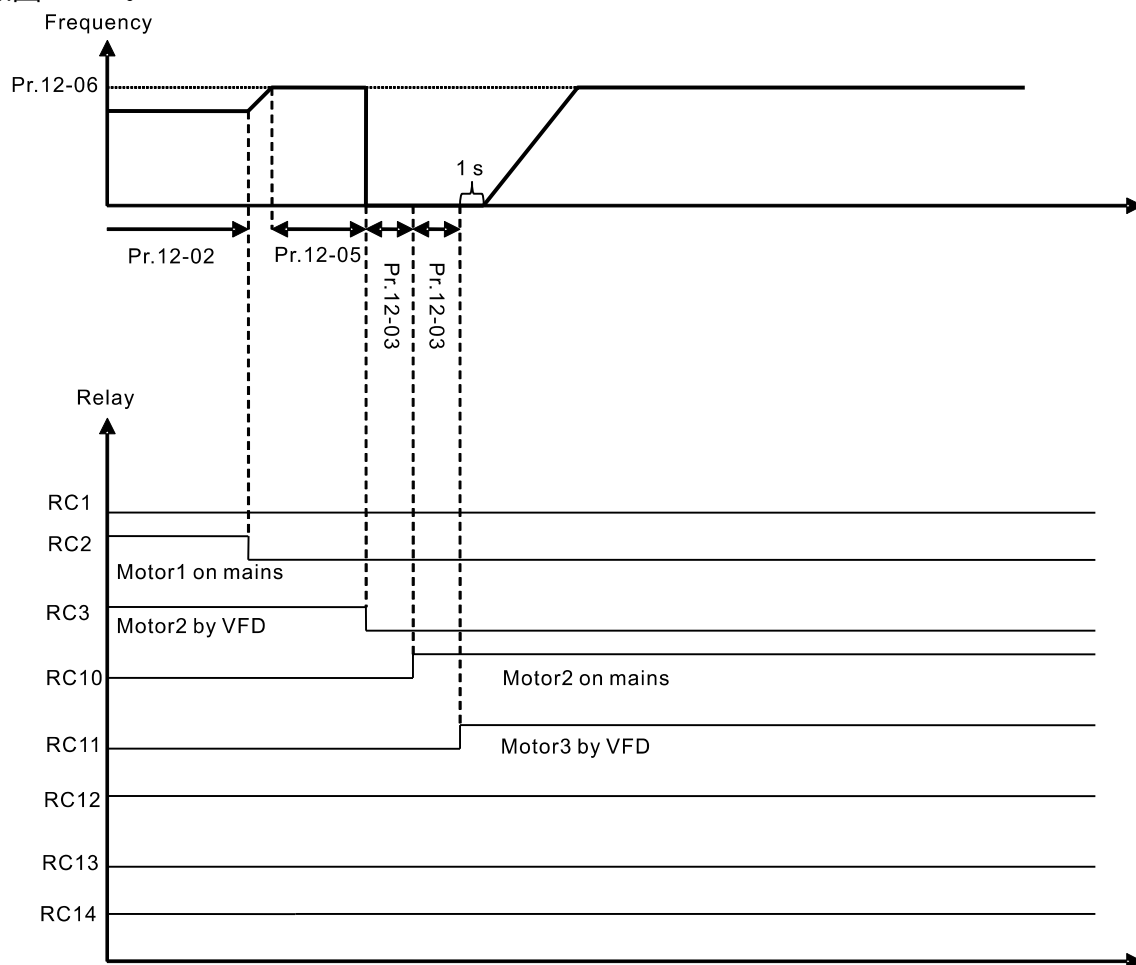 Frequency
Pr.12-06
1 s
Pr.12-02
Pr.12-05
Pr.12-03
Pr.12-03
Relay
RC1
RC2
Motor1 on mains
RC3
Motor2 by VFD
RC10
Motor2 on mains
RC11
Motor3 by VFD
RC12
RC13
RC14